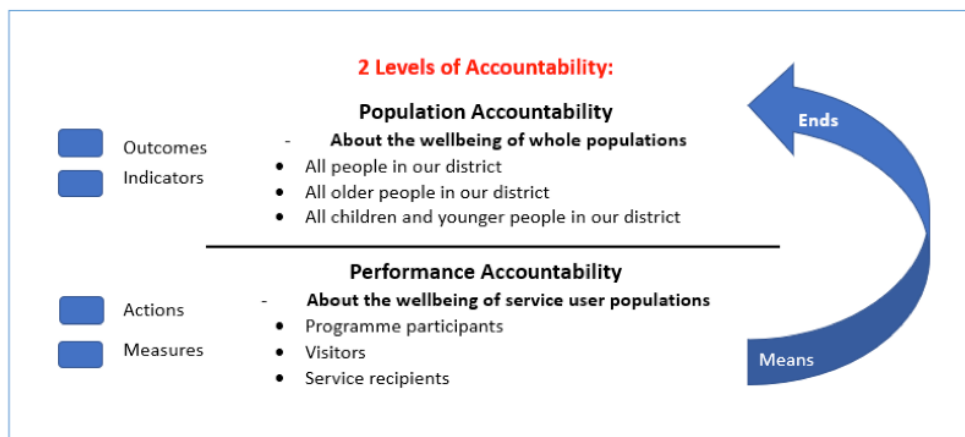 2 Levels of Accountability:
Population Accountability
- About the wellbeing of whole populations
Outcomes
Indicators
• All people in our district
• All older people in our district
• All children and younger people in our district
Ends
Performance Accountability
- About the wellbeing of service user populations
Actions
Measures
• Programme participants
• Visitors
• Service recipients
Means